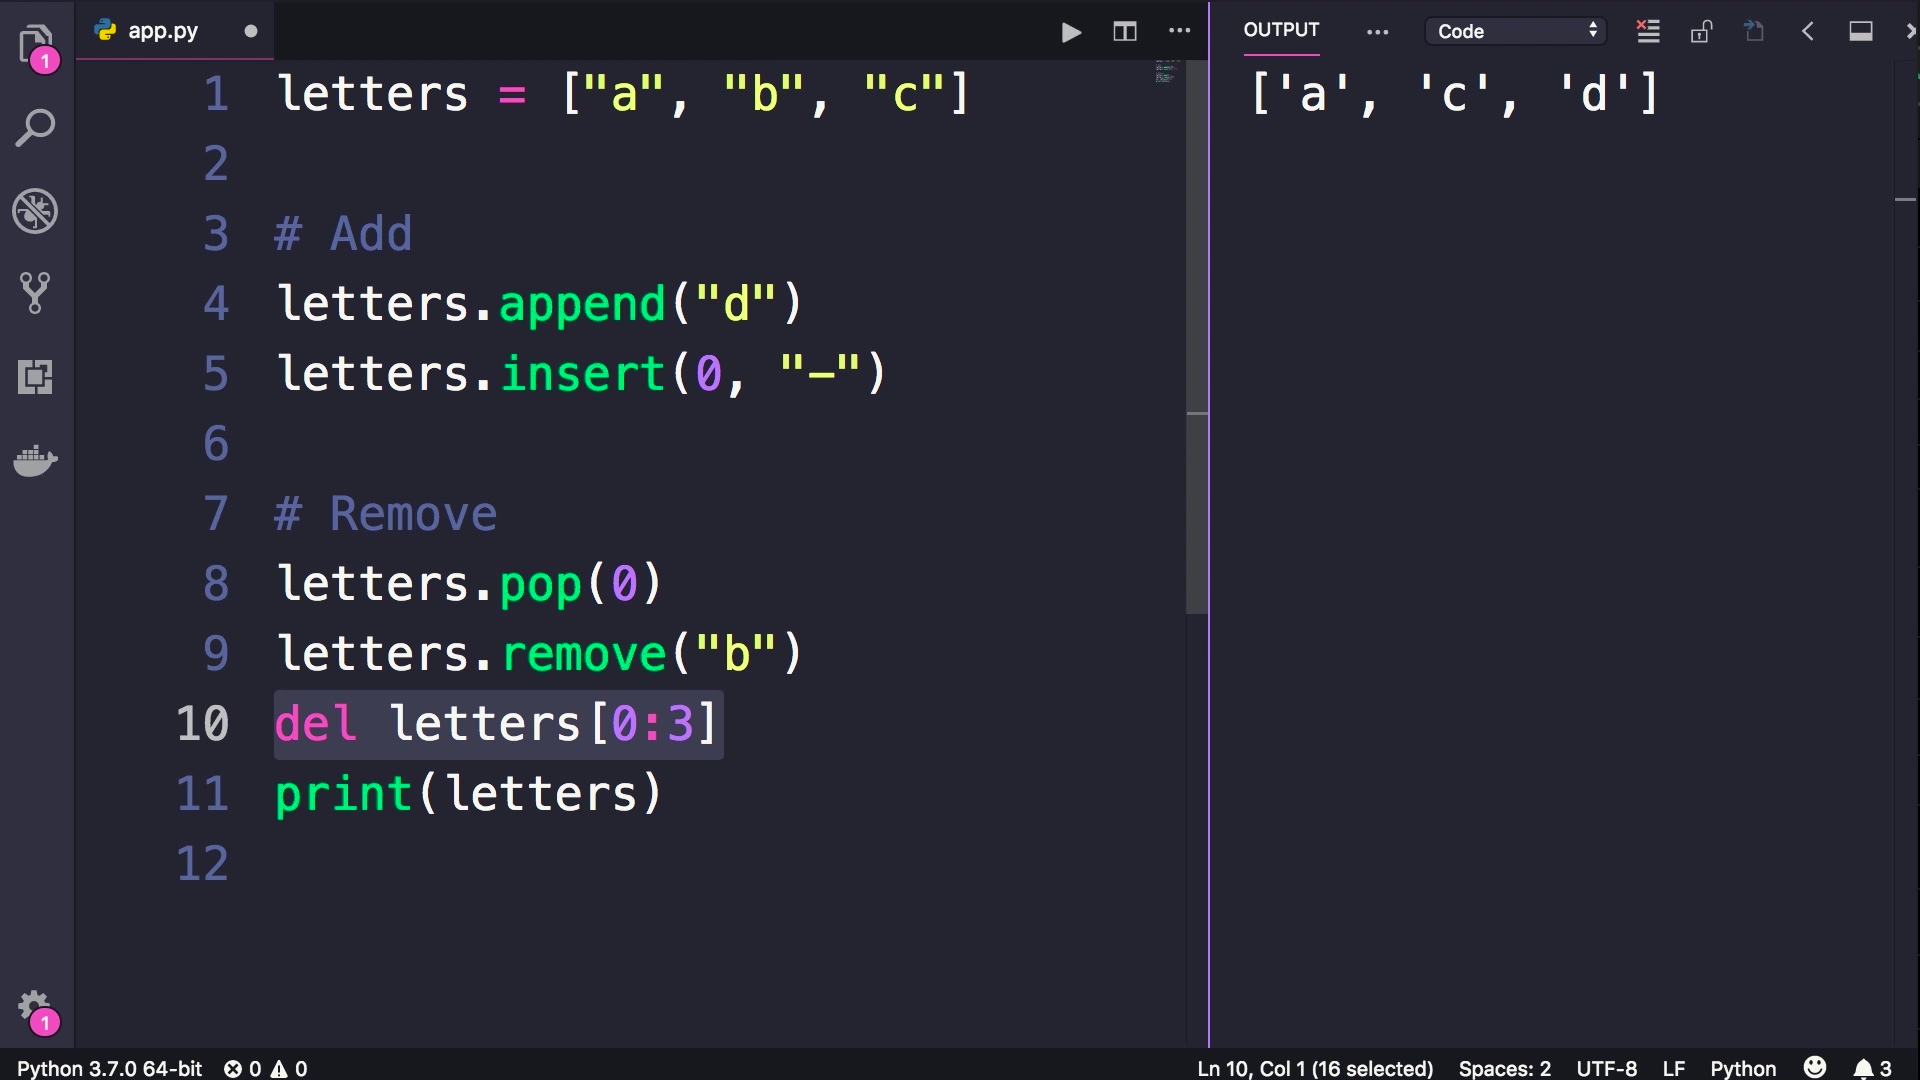 app.py
OUTPUT
Code
1
1 letters = ["a", "b", "c"]
2
3 # Add
4 letters.append("d")
5 letters.insert(0, "-")
6
7 # Remove
8 letters.pop(0)
9 letters.remove("b")
10 del letters[0:3]
11 print(letters)
12
['a', 'c', 'd']
1
Python 3.7.0 64-bit 0 0 Ln 10, Col 1 (16 selected) Spaces: 2 UTF-8 LF Python 3